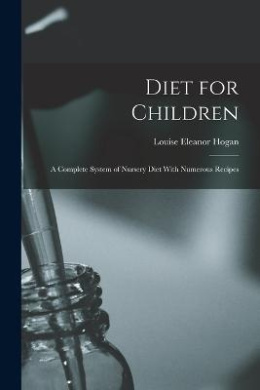 Diet for
Children
Louise Eleanor Hogan
A Complete System of Nursery Diet With Numerous Recipes